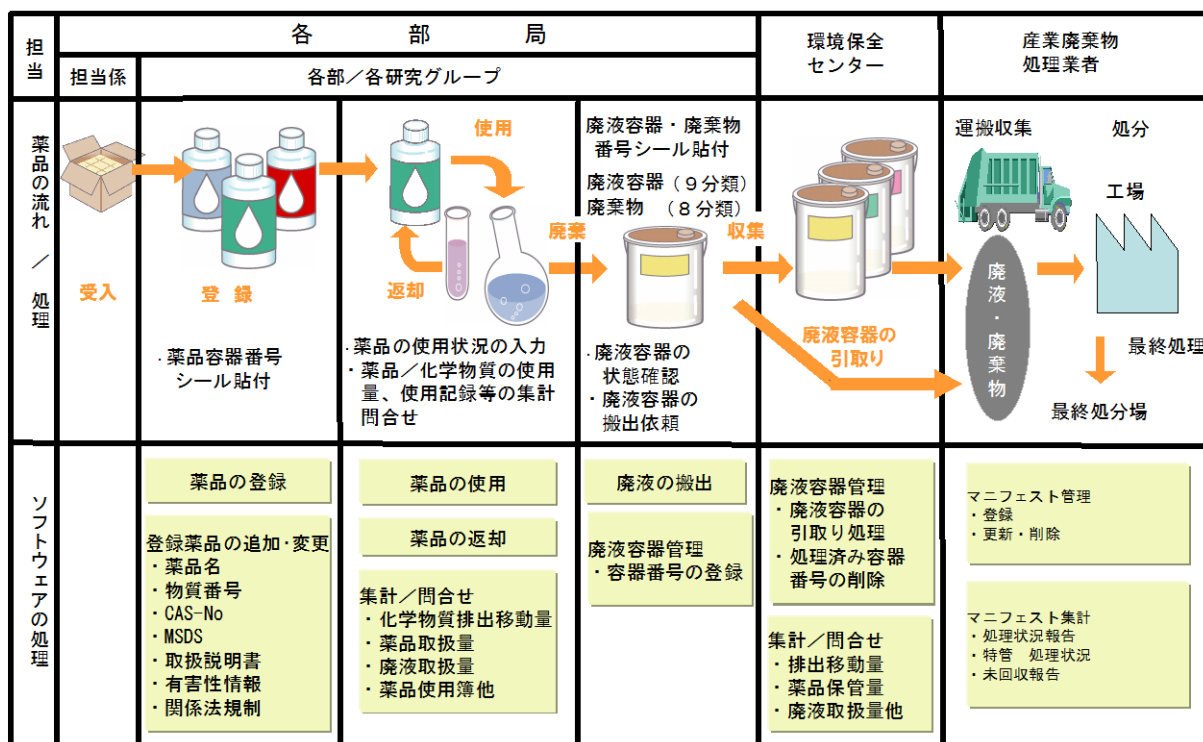 担当
各部局
環境保全
センター
産業廃棄物
処理業者
担当係
各部／各研究グループ
薬品の流れ ／ 処理
受入
登録
・薬品容器番号
シール貼付
使用
返却
・薬品の使用状況の入力
・薬品／化学物質の使用
量、使用記録等の集計
問合せ
廃棄
廃液容器・廃棄物
番号シール貼付
廃液容器（９分類）
廃棄物（８分類）
収集
・廃液容器の
状態確認
・廃液容器の
搬出依頼
廃液容器の
引取り
運搬収集
処分
工場
廃液・廃棄物
最終処理
最終処分場
ソフトウェアの処理
薬品の登録
登録薬品の追加・変更
・薬品名
・物質番号
・CAS-No
・MSDS
・取扱説明書
・有害性情報
・関係法規制
薬品の使用
薬品の返却
集計／問合せ
・化学物質排出移動量
・薬品取扱量
・廃液取扱量
・薬品使用簿他
廃液の搬出
廃液容器管理
・容器番号の登録
廃液容器管理
・廃液容器の
引取り処理
・処理済み容器
番号の削除
集計／問合せ
・排出移動量
・薬品保管量
・廃液取扱量他
マニフェスト管理
・登録
・更新・削除
マニフェスト集計
・処理状況報告
・特管　処理状況
・未回収報告